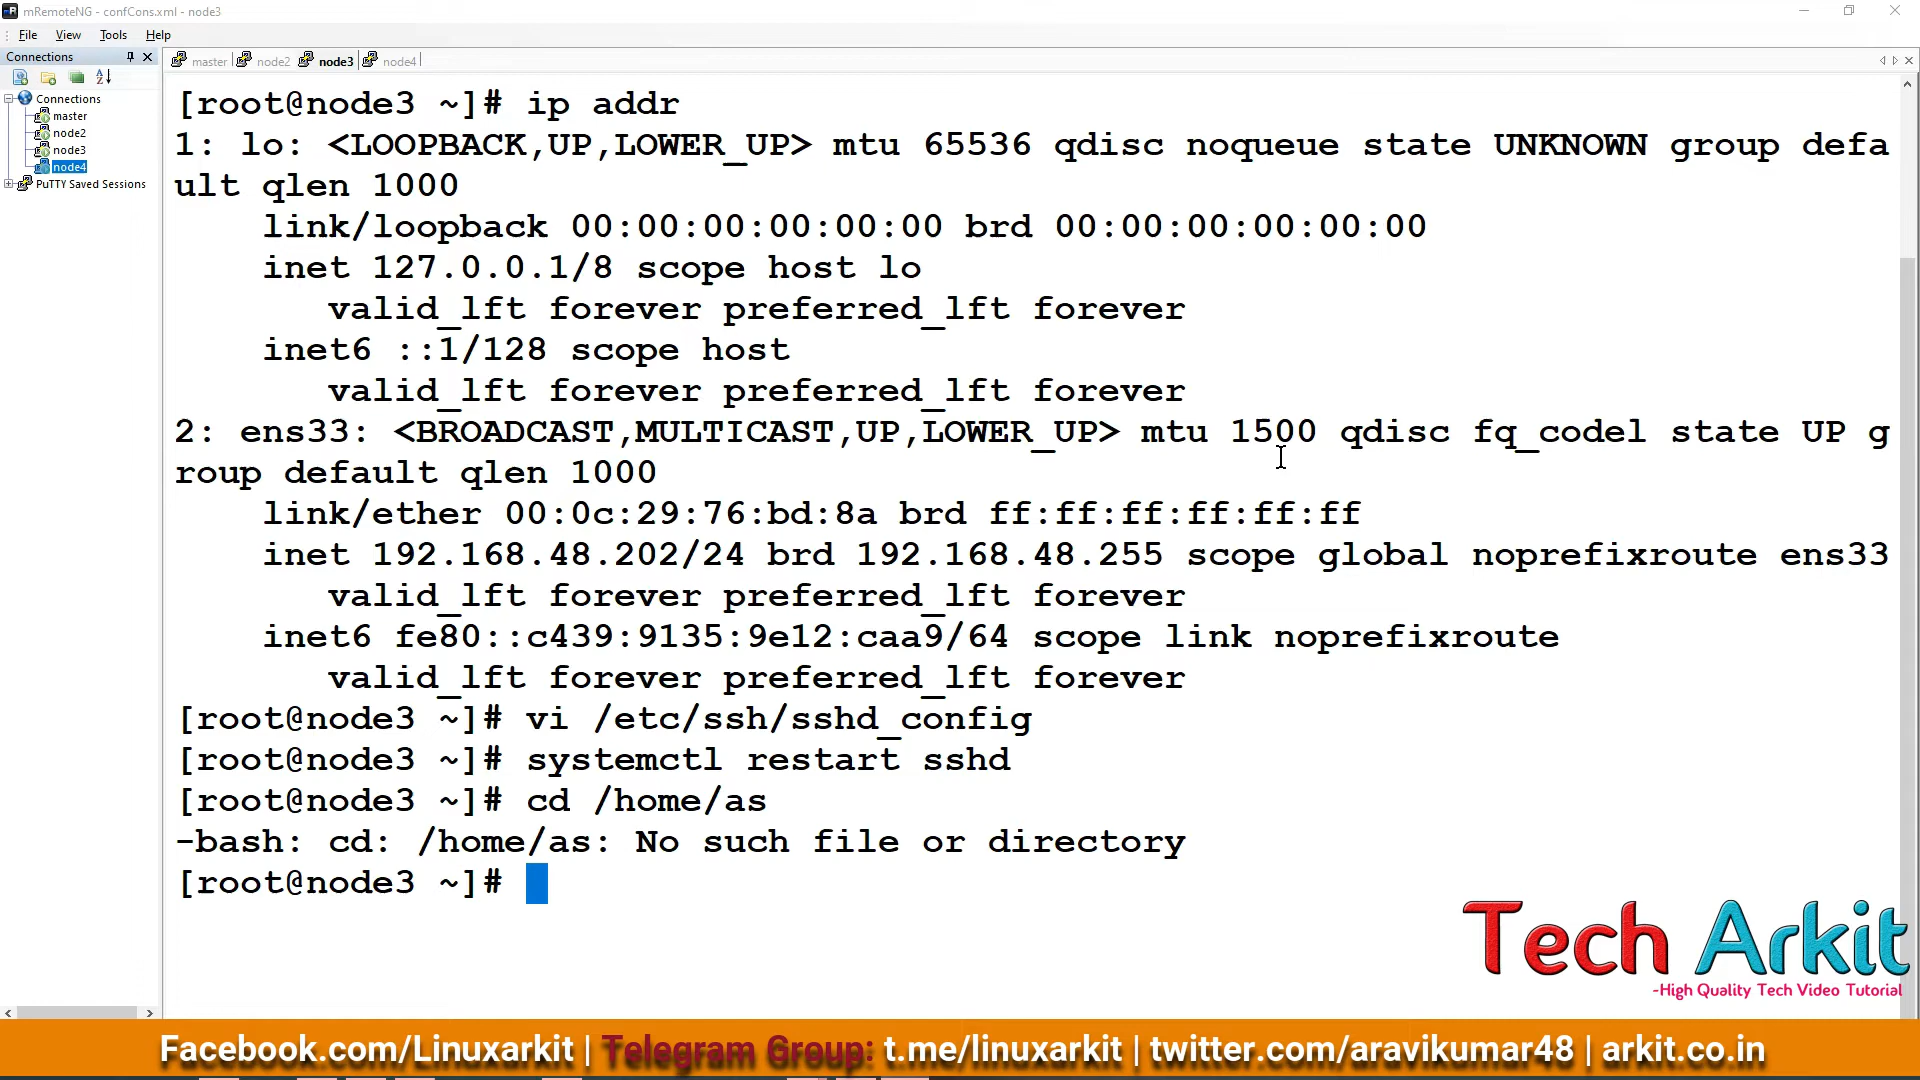 mRemoteNG - confCons.xml - node3
File View Tools Help
Connections
master node2 node3 node4
Connections
master
node2
node3
node4
PuTTY Saved Sessions
[root@node3 ~]# ip addr
1: lo: <LOOPBACK,UP,LOWER_UP> mtu 65536 qdisc noqueue state UNKNOWN group defa
ult qlen 1000
link/loopback 00:00:00:00:00:00 brd 00:00:00:00:00:00
inet 127.0.0.1/8 scope host lo
valid_lft forever preferred_lft forever
inet6 ::1/128 scope host
valid_lft forever preferred_lft forever
2: ens33: <BROADCAST,MULTICAST,UP,LOWER_UP> mtu 1500 qdisc fq_codel state UP g
roup default qlen 1000
link/ether 00:0c:29:76:bd:8a brd ff:ff:ff:ff:ff:ff
inet 192.168.48.202/24 brd 192.168.48.255 scope global noprefixroute ens33
valid_lft forever preferred_lft forever
inet6 fe80::c439:9135:9e12:caa9/64 scope link noprefixroute
valid_lft forever preferred_lft forever
[root@node3 ~]# vi /etc/ssh/sshd_config
[root@node3 ~]# systemctl restart sshd
[root@node3 ~]# cd /home/as
-bash: cd: /home/as: No such file or directory
[root@node3 ~]#
Tech Arkit
-High Quality Tech Video Tutorial
Facebook.com/Linuxarkit | Telegram Group: t.me/linuxarkit | twitter.com/aravikumar48 | arkit.co.in